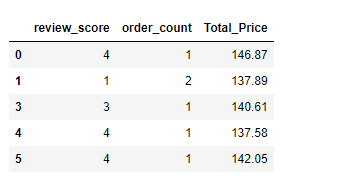 review_score order_count Total_Price
0 4 1 146.87
1 1 2 137.89
3 3 1 140.61
4 4 1 137.58
5 4 1 142.05